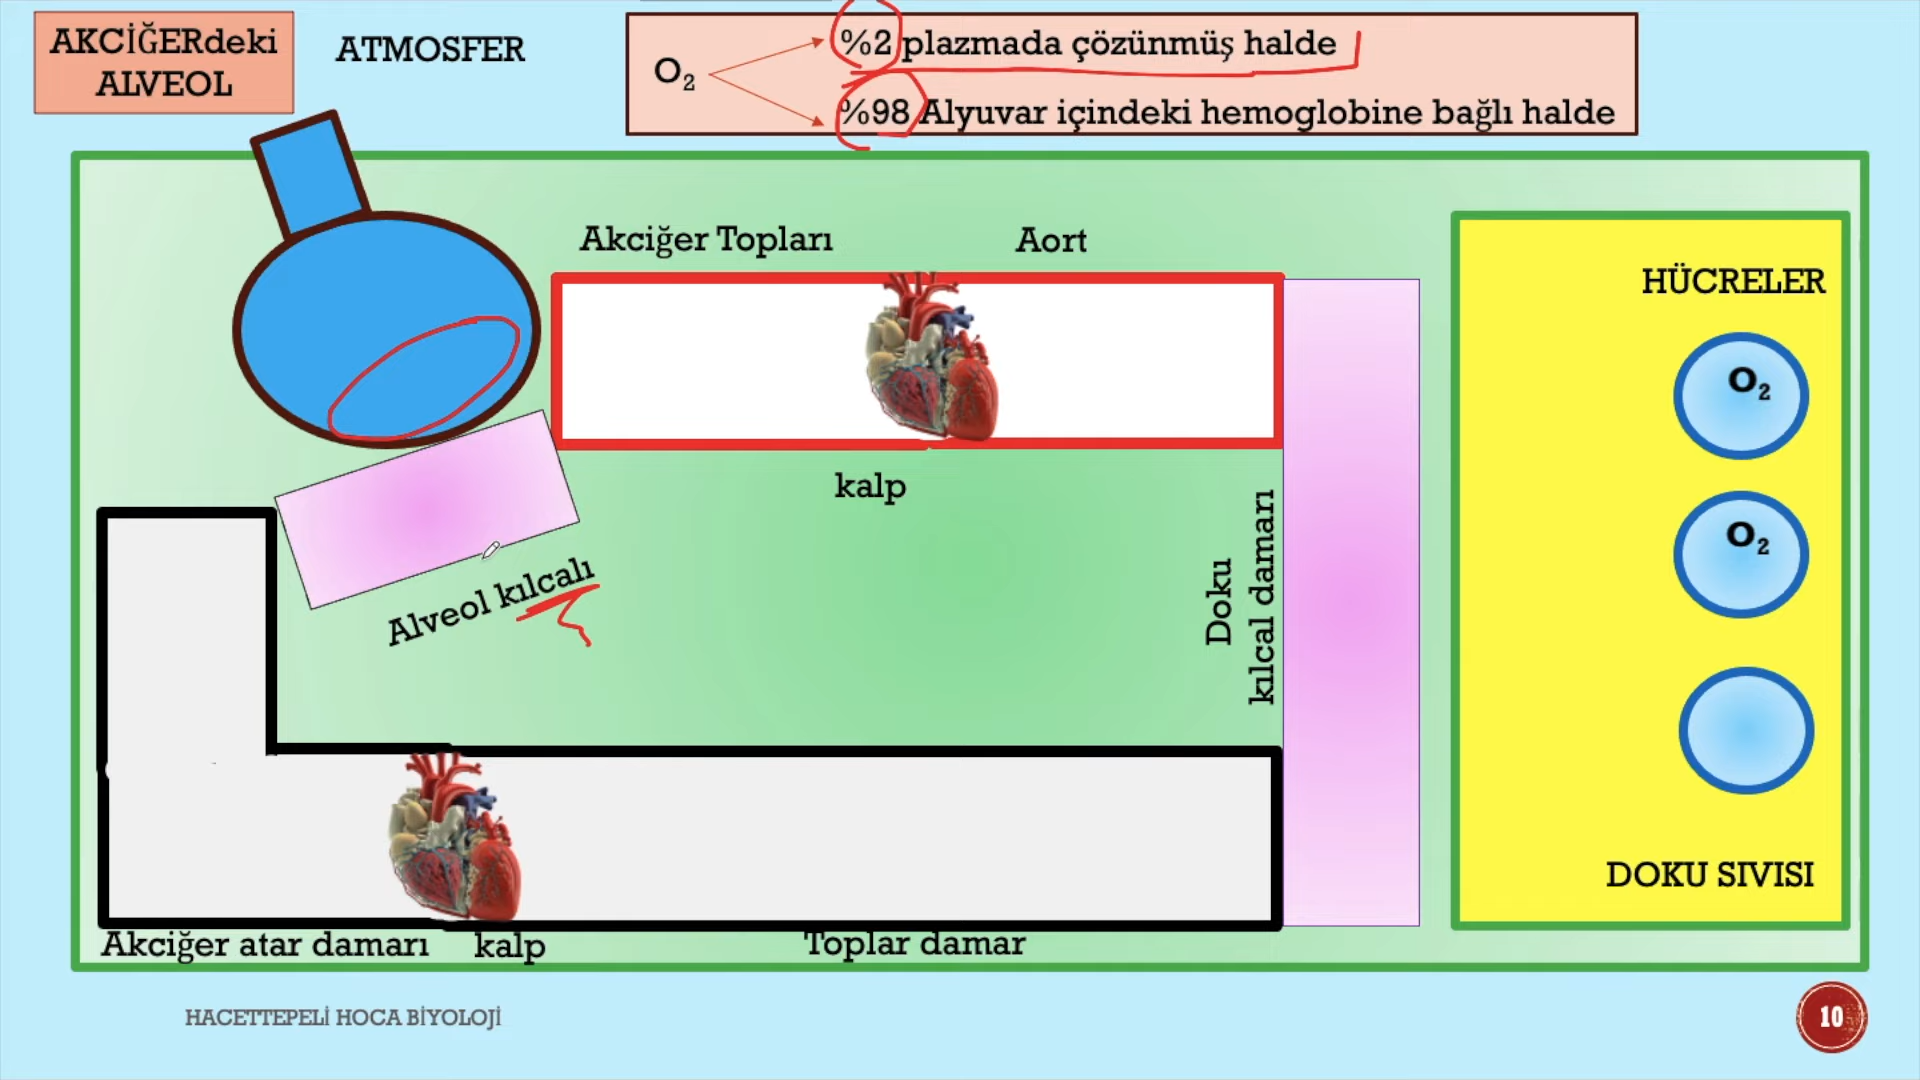 AKCİĞERdeki
ALVEOL
ATMOSFER
O₂
%2 plazmada çözünmüş halde
%98 Alyuvar içindeki hemoglobine bağlı halde
Akciğer Topları
Aort
kalp
Alveol kılcalı
Doku
kılcal damarı
HÜCRELER
O₂
O₂
DOKU SIVISI
Akciğer atar damarı
kalp
Toplar damar
HACETTEPELİ HOCA BİYOLOJİ
10